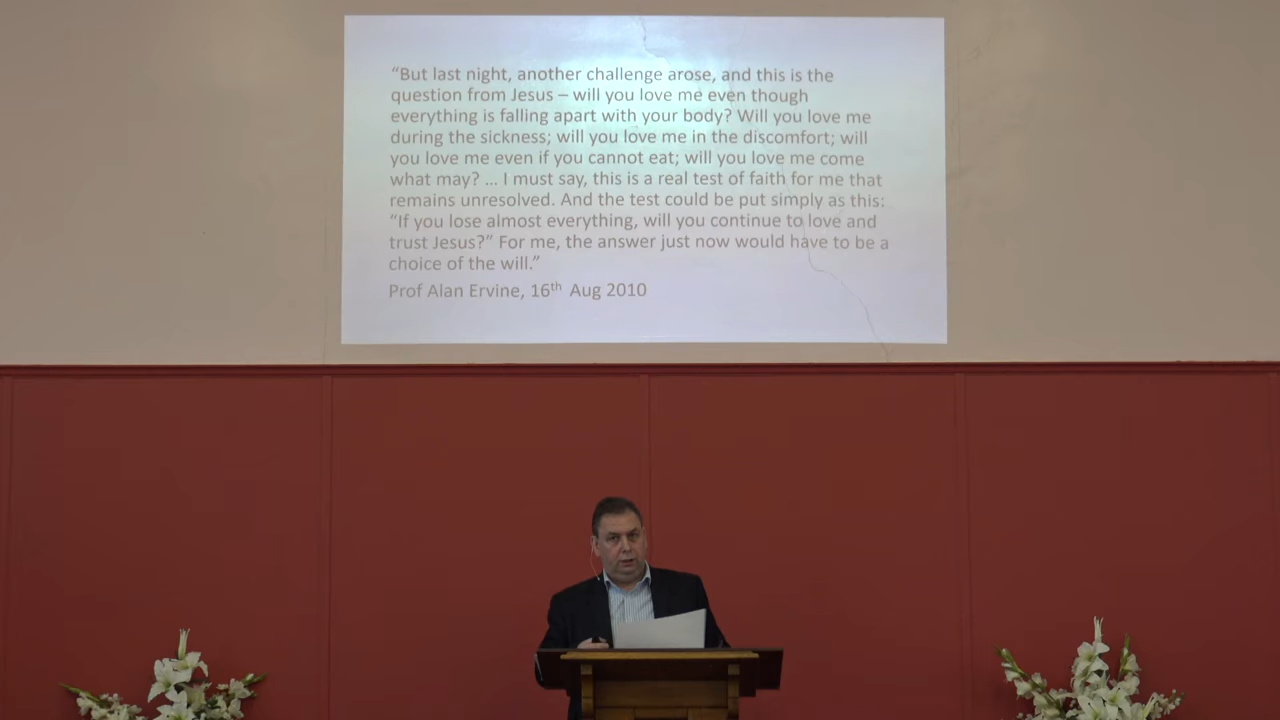 “But last night, another challenge arose, and this is the
question from Jesus – will you love me even though
everything is falling apart with your body? Will you love me
during the sickness; will you love me in the discomfort; will
you love me even if you cannot eat; will you love me come
what may? ... I must say, this is a real test of faith for me that
remains unresolved. And the test could be put simply as this:
“If you lose almost everything, will you continue to love and
trust Jesus?” For me, the answer just now would have to be a
choice of the will.”
Prof Alan Ervine, 16th Aug 2010